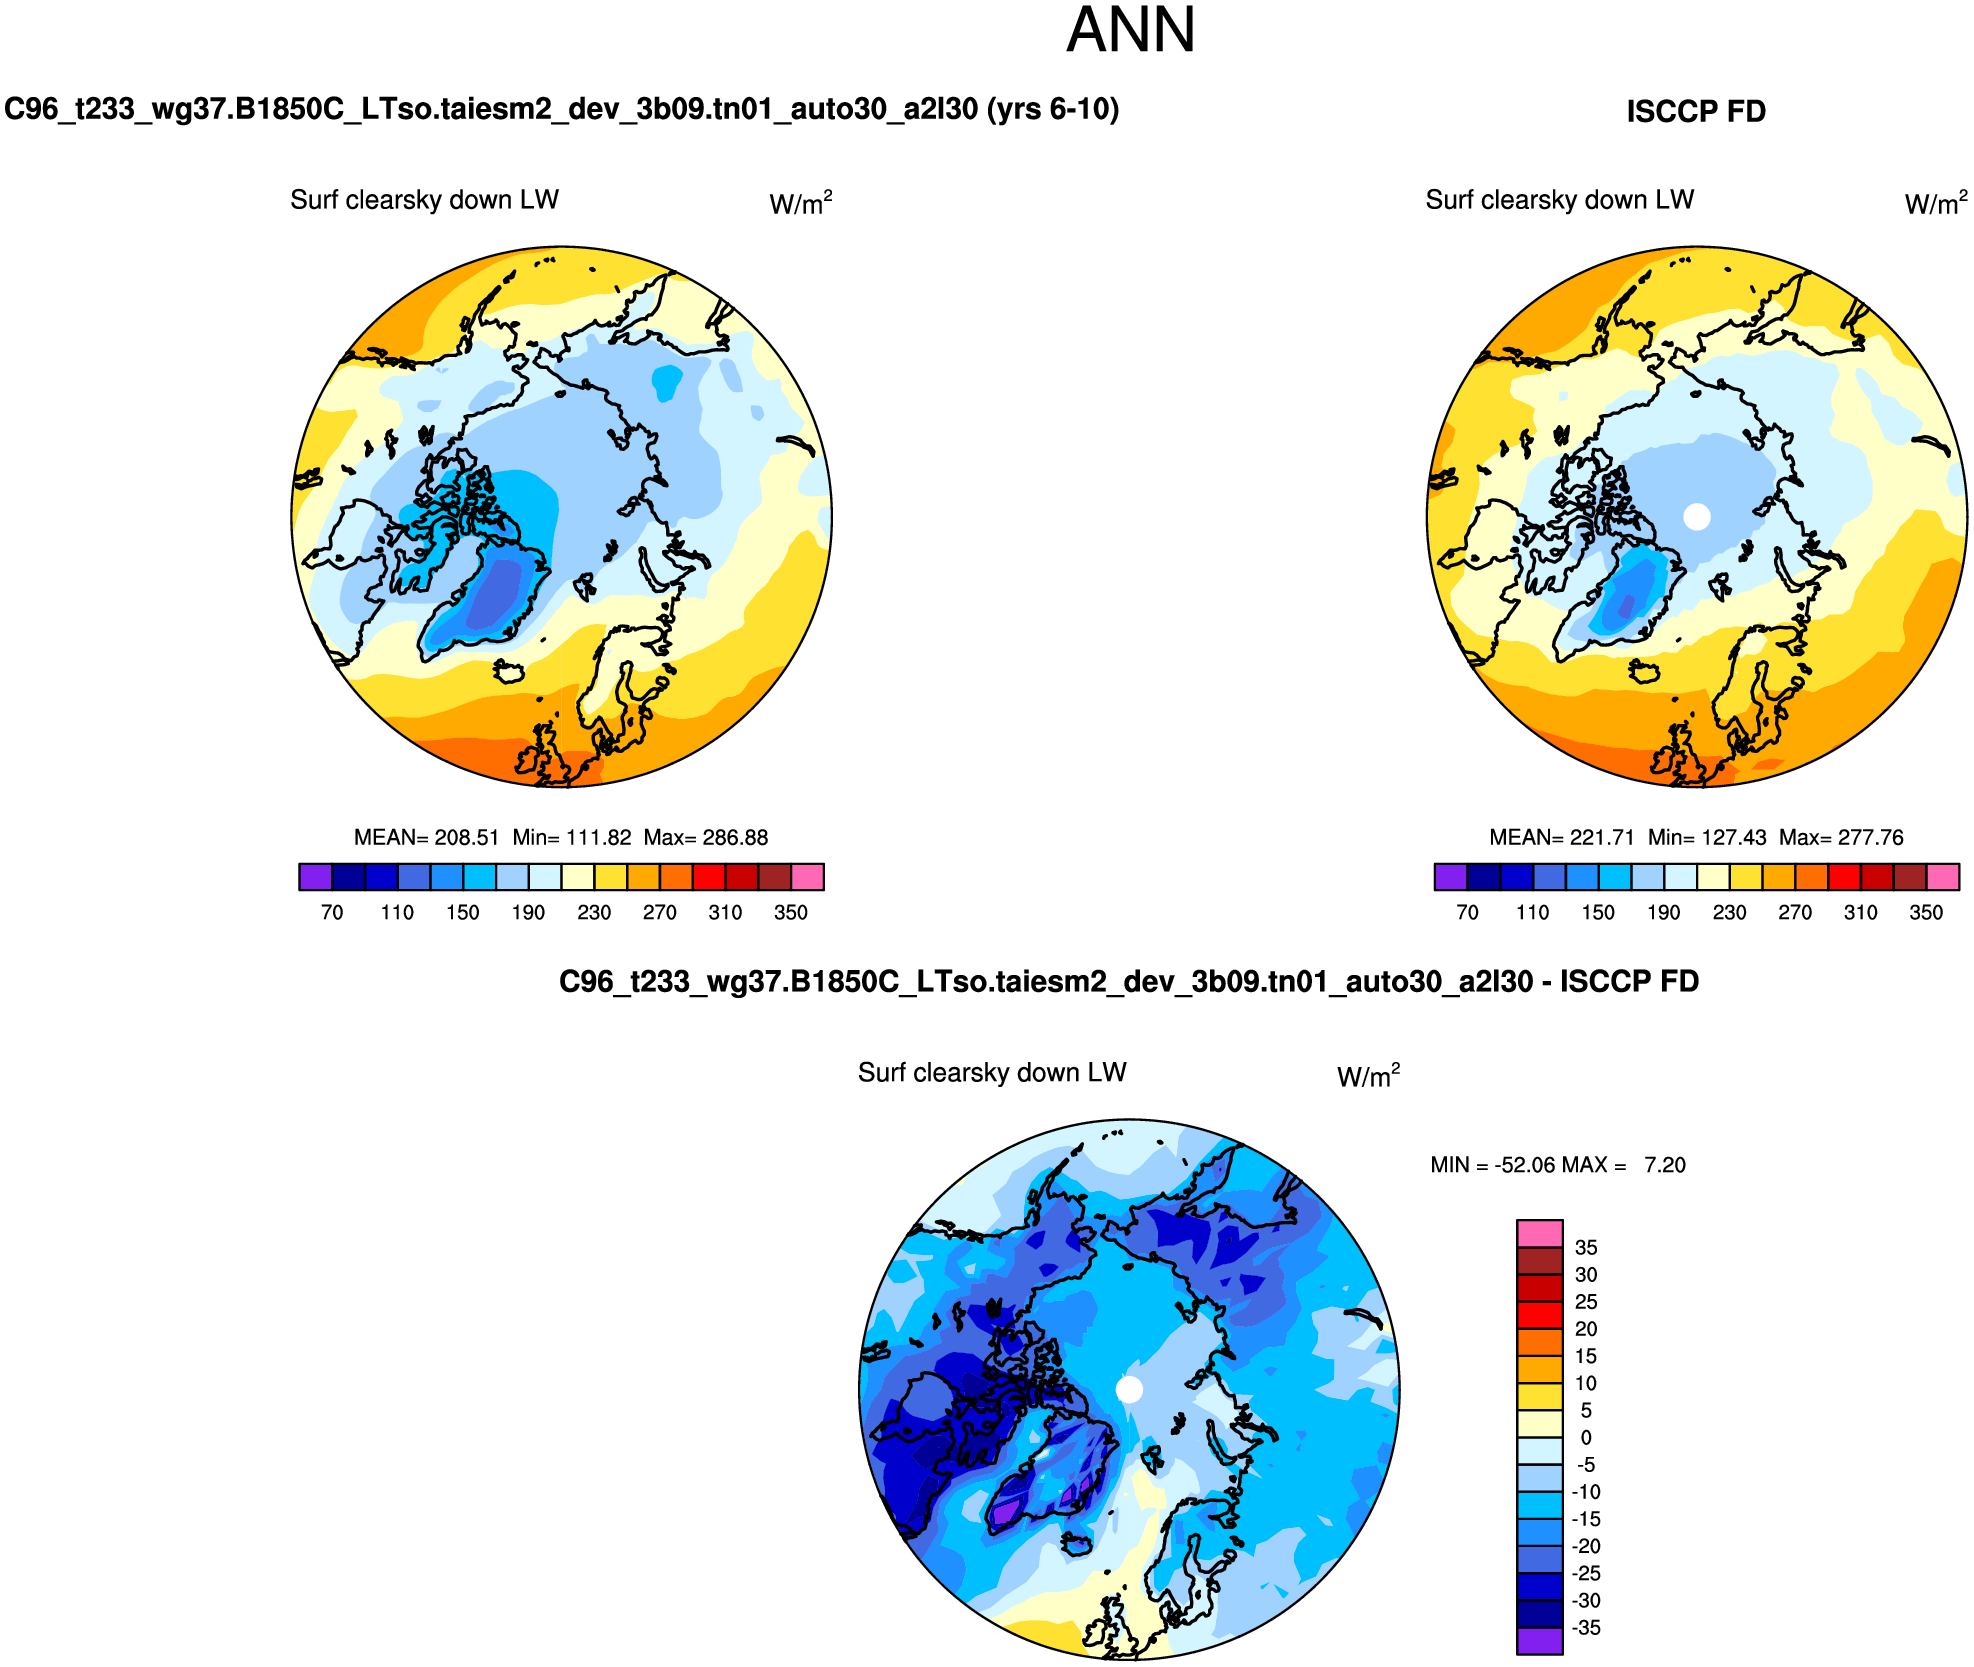 ANN
C96_t233_wg37.B1850C_LTso.taiesm2_dev_3b09.tn01_auto30_a2l30 (yrs 6-10)
ISCCP FD
Surf clearsky down LW W/m²
Surf clearsky down LW W/m²
MEAN= 208.51 Min= 111.82 Max= 286.88
70 110 150 190 230 270 310 350
MEAN= 221.71 Min= 127.43 Max= 277.76
70 110 150 190 230 270 310 350
C96_t233_wg37.B1850C_LTso.taiesm2_dev_3b09.tn01_auto30_a2l30 - ISCCP FD
Surf clearsky down LW W/m²
MIN = -52.06 MAX = 7.20
35
30
25
20
15
10
5
0
-5
-10
-15
-20
-25
-30
-35